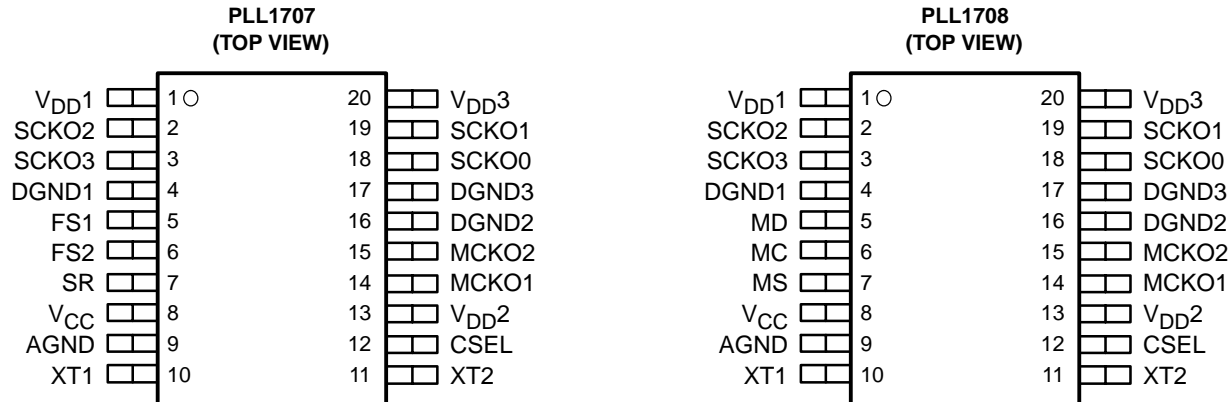 PLL1707
(TOP VIEW)
VDD1 1 20 VDD3
SCKO2 2 19 SCKO1
SCKO3 3 18 SCKO0
DGND1 4 17 DGND3
FS1 5 16 DGND2
FS2 6 15 MCKO2
SR 7 14 MCKO1
VCC 8 13 VDD2
AGND 9 12 CSEL
XT1 10 11 XT2
PLL1708
(TOP VIEW)
VDD1 1 20 VDD3
SCKO2 2 19 SCKO1
SCKO3 3 18 SCKO0
DGND1 4 17 DGND3
MD 5 16 DGND2
MC 6 15 MCKO2
MS 7 14 MCKO1
VCC 8 13 VDD2
AGND 9 12 CSEL
XT1 10 11 XT2